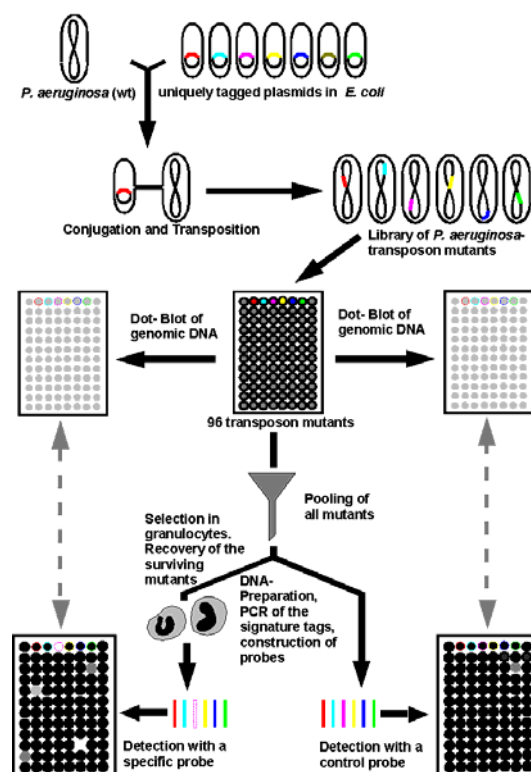 P. aeruginosa (wt)
uniquely tagged plasmids in E. coli
Conjugation and Transposition
Library of P. aeruginosa-
transposon mutants
Dot- Blot of
genomic DNA
Dot- Blot of
genomic DNA
96 transposon mutants
Pooling of
all mutants
Selection in
granulocytes.
Recovery of the
surviving
mutants
DNA-
Preparation,
PCR of the
signature tags,
construction of
probes
Detection with a
specific probe
Detection with a
control probe